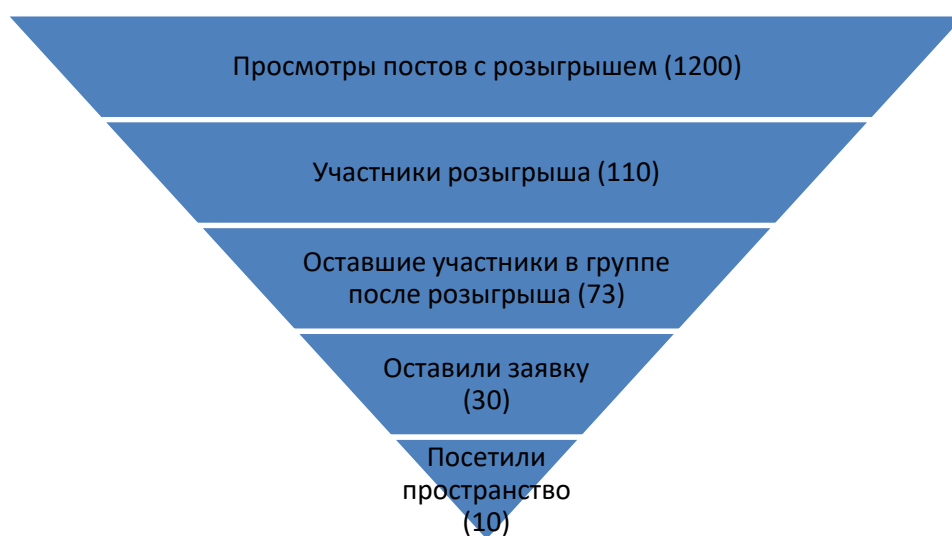 Просмотры постов с розыгрышем (1200)
Участники розыгрыша (110)
Оставшие участники в группе
после розыгрыша (73)
Оставили заявку
(30)
Посетили
пространство
(10)